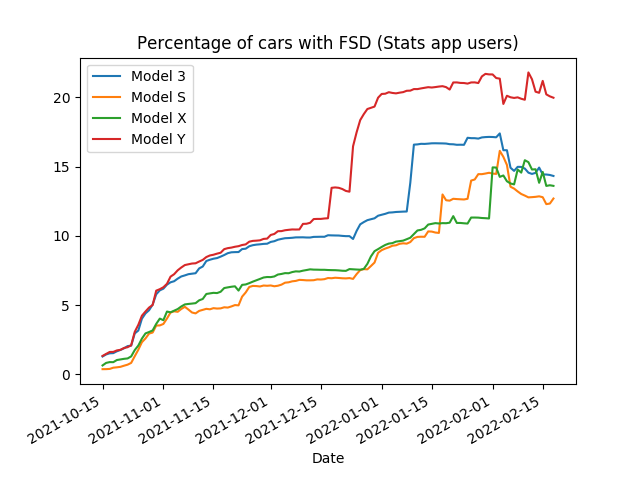 Percentage of cars with FSD (Stats app users)
Model 3
Model S
Model X
Model Y
20
15
10
5
0
2021-10-15
2021-11-01
2021-11-15
2021-12-01
2021-12-15
2022-01-01
2022-01-15
2022-02-01
2022-02-15
Date